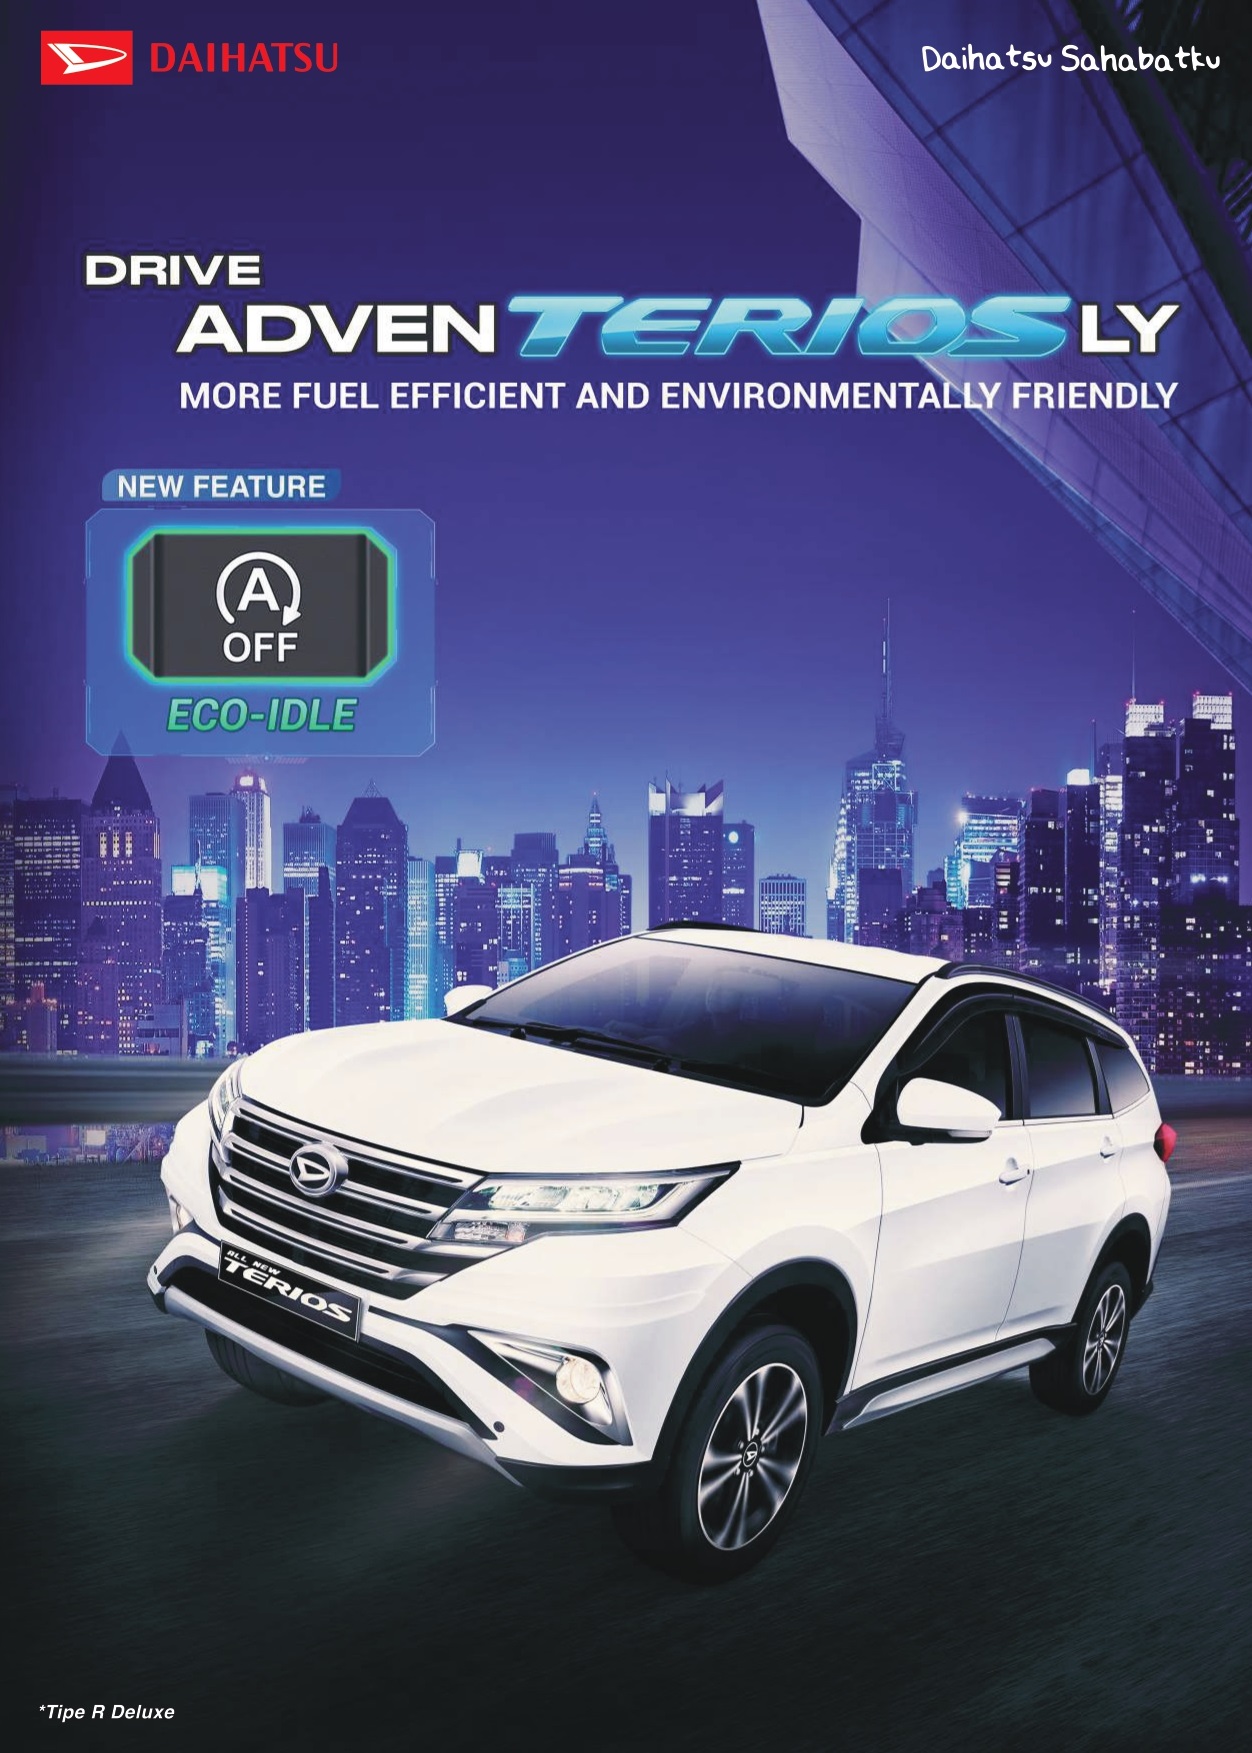 DAIHATSU
Daihatsu Sahabatku
DRIVE
ADVENTERIOSLY
MORE FUEL EFFICIENT AND ENVIRONMENTALLY FRIENDLY
NEW FEATURE
A
OFF
ECO-IDLE
ALL NEW
TERIOS
*Tipe R Deluxe